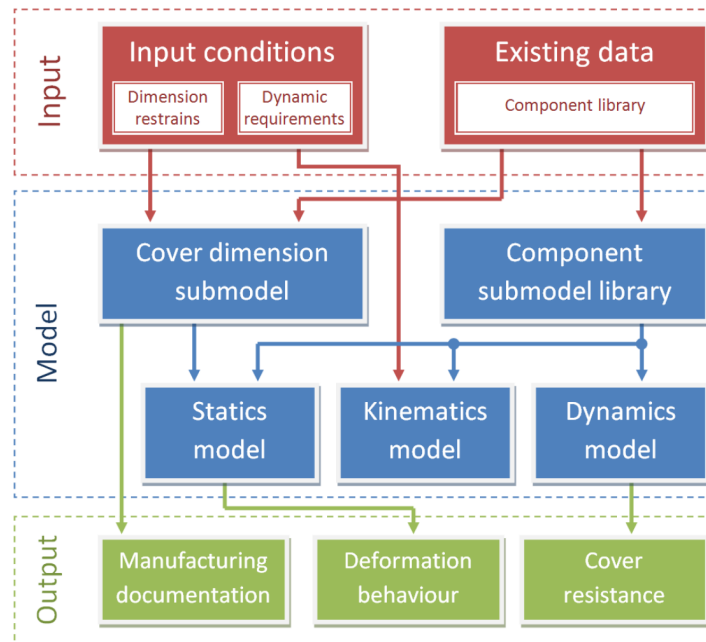 Input
Input conditions
Dimension
restrains
Dynamic
requirements
Existing data
Component library
Model
Cover dimension
submodel
Component
submodel library
Statics
model
Kinematics
model
Dynamics
model
Output
Manufacturing
documentation
Deformation
behaviour
Cover
resistance